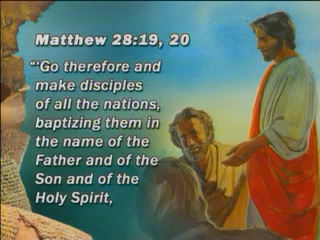 Matthew 28:19, 20
“‘Go therefore and
make disciples
of all the nations,
baptizing them in
the name of the
Father and of the
Son and of the
Holy Spirit,